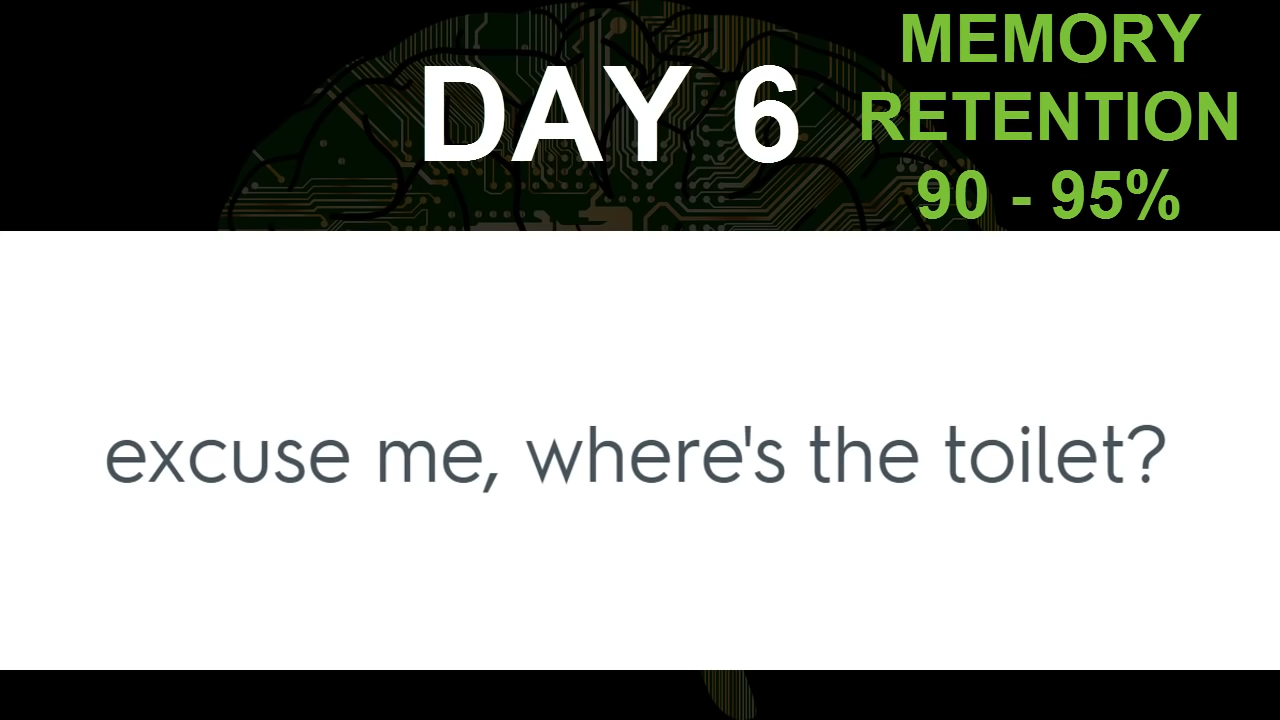 DAY 6
MEMORY
RETENTION
90 - 95%
excuse me, where's the toilet?